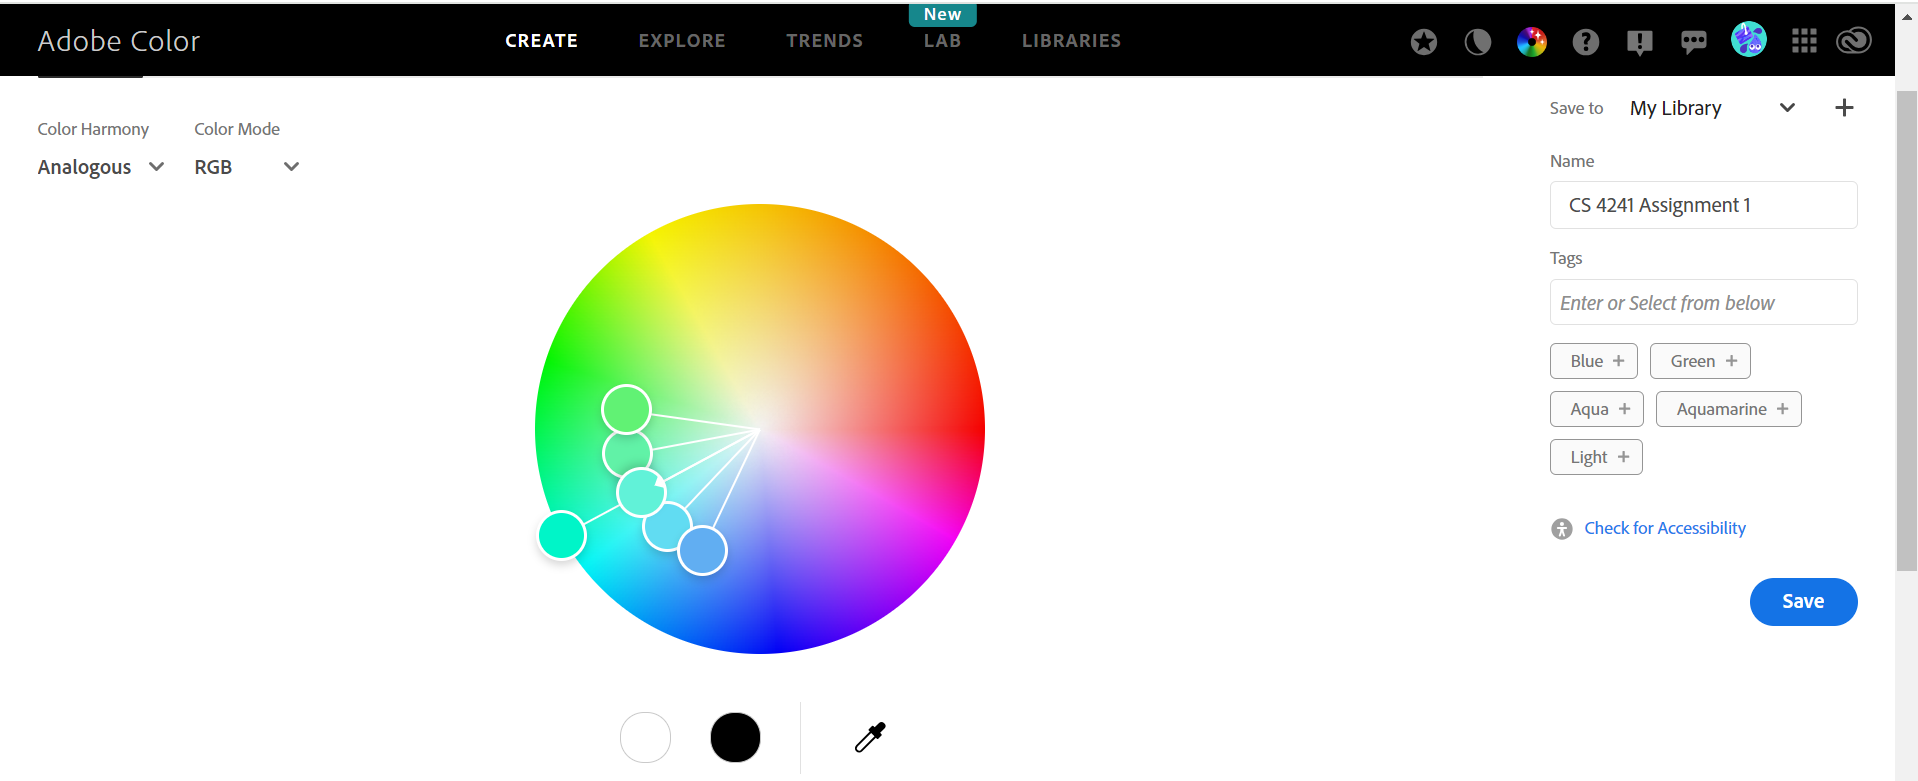 New
Adobe Color
CREATE
EXPLORE
TRENDS
LAB
LIBRARIES
Save to
My Library
Color Harmony
Color Mode
Analogous
RGB
Name
CS 4241 Assignment 1
Tags
Enter or Select from below
Blue +
Green +
Aqua +
Aquamarine +
Light +
Check for Accessibility
Save